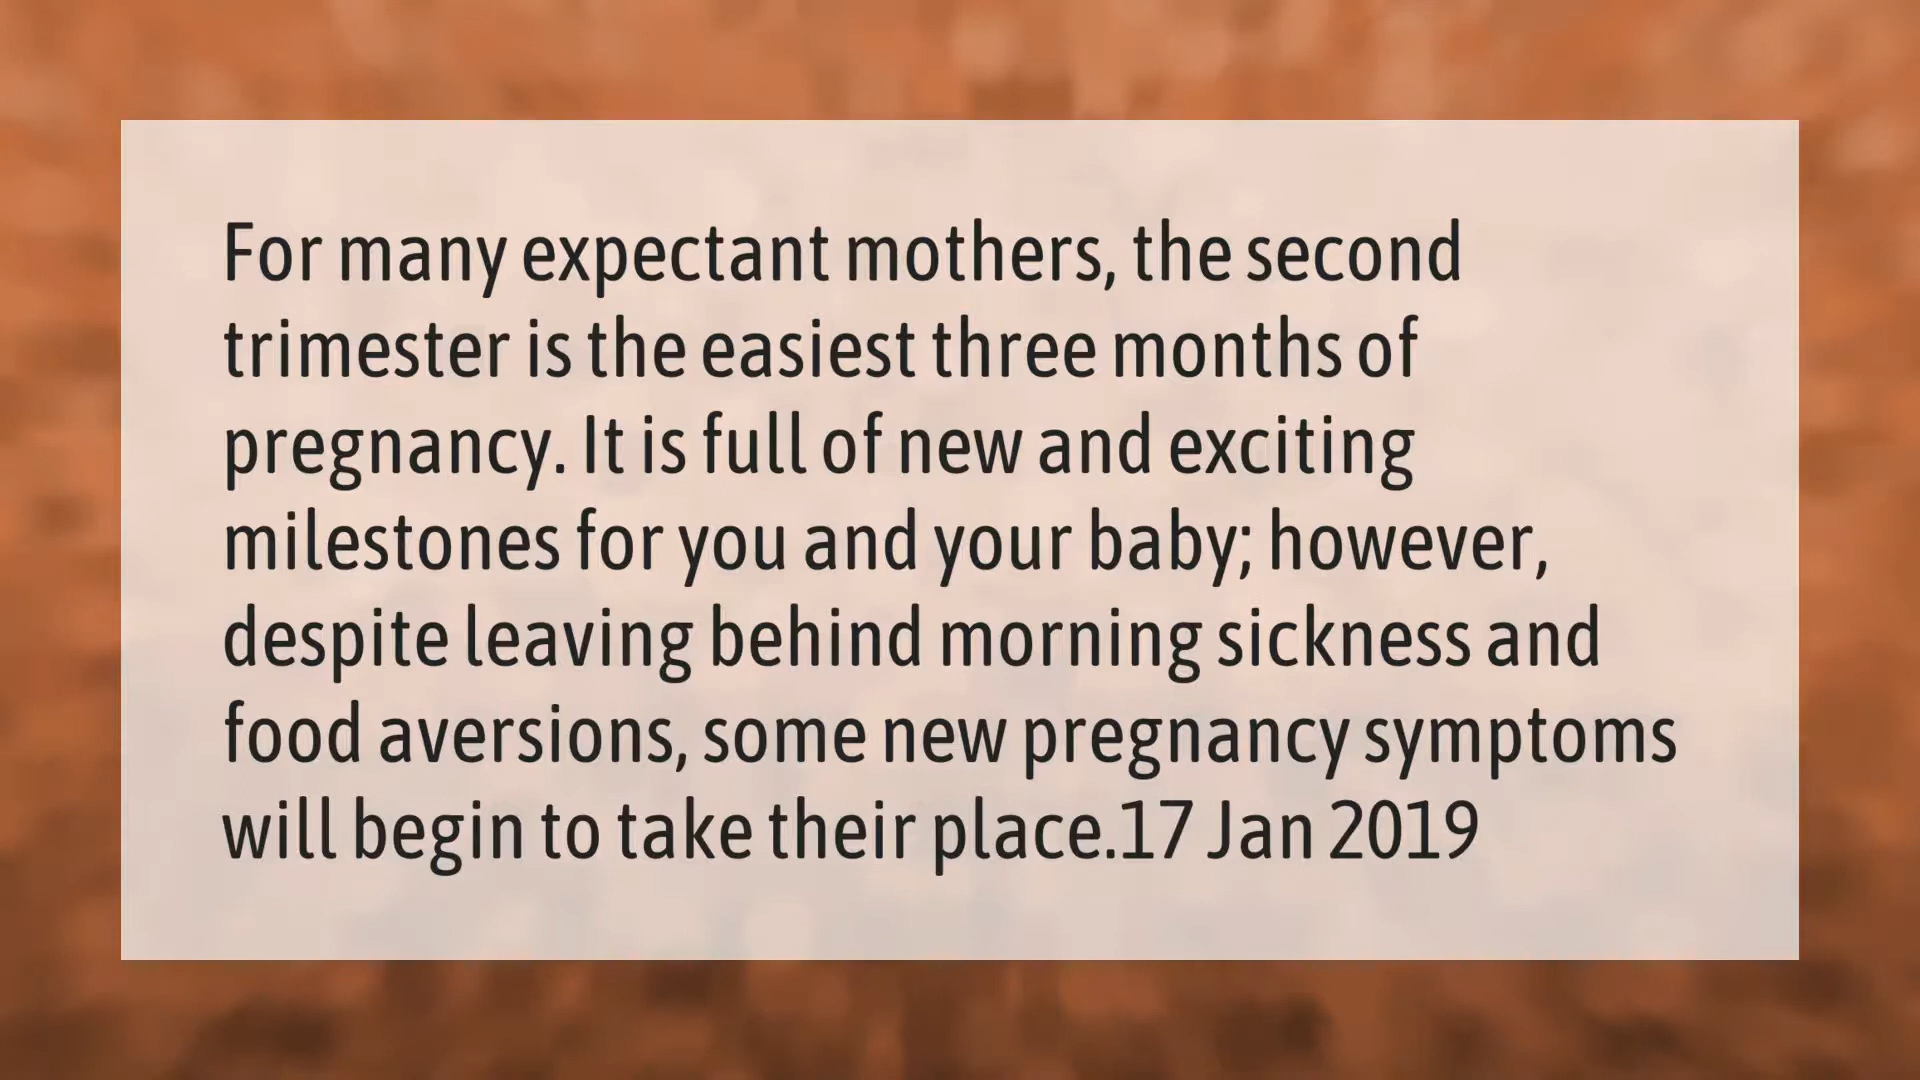 For many expectant mothers, the second
trimester is the easiest three months of
pregnancy. It is full of new and exciting
milestones for you and your baby; however,
despite leaving behind morning sickness and
food aversions, some new pregnancy symptoms
will begin to take their place.17 Jan 2019